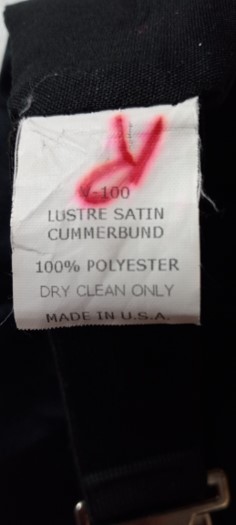 V-100
LUSTRE SATIN
CUMMERBUND
100% POLYESTER
DRY CLEAN ONLY
MADE IN U.S.A.